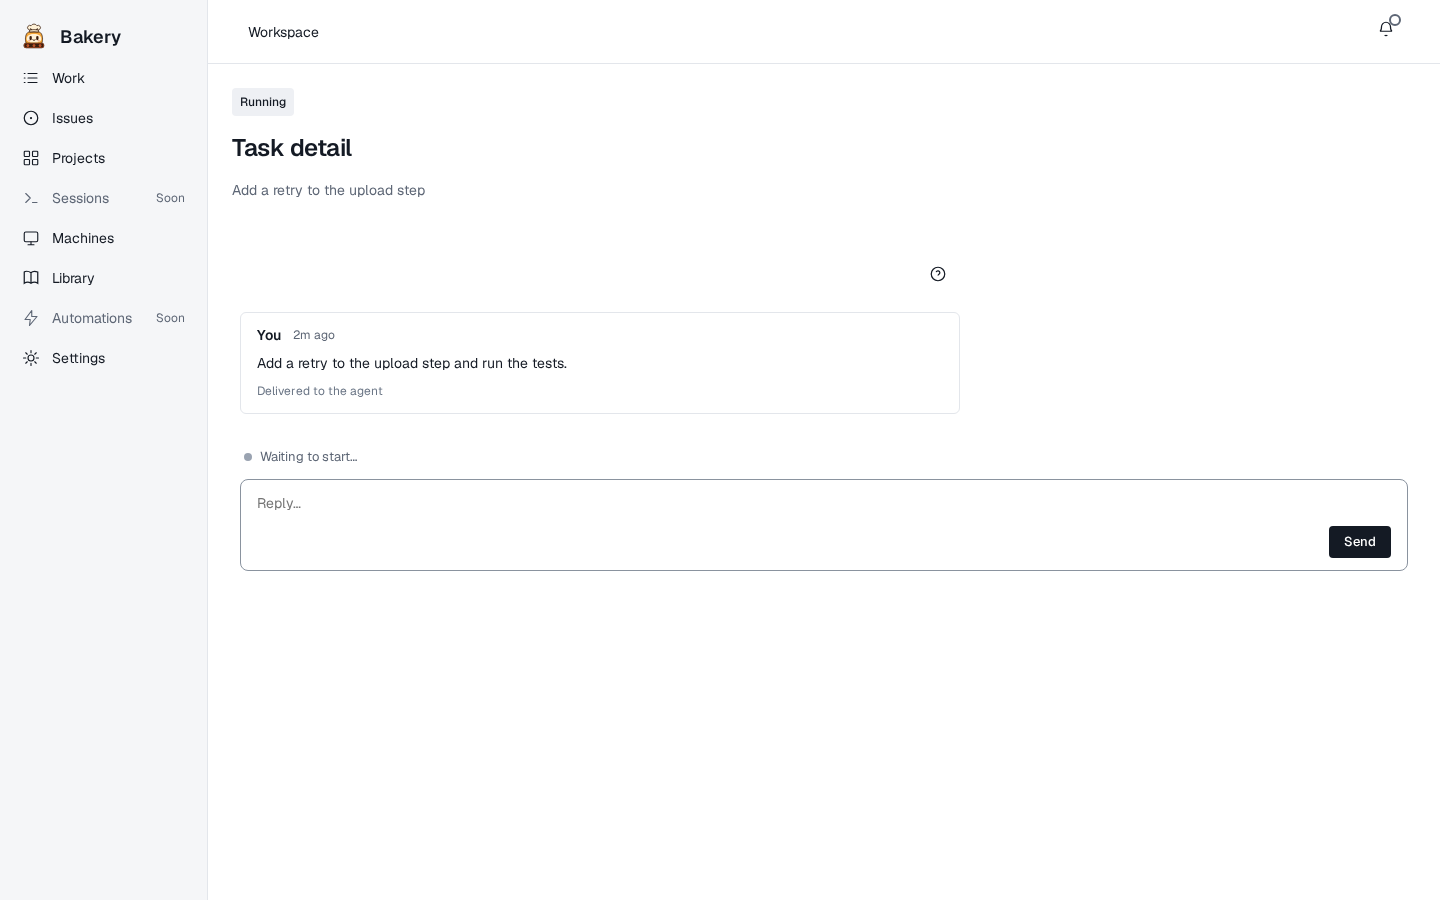 Bakery
Workspace
Work
Issues
Projects
Sessions Soon
Machines
Library
Automations Soon
Settings
Running
Task detail
Add a retry to the upload step
You 2m ago
Add a retry to the upload step and run the tests.
Delivered to the agent
Waiting to start…
Reply…
Send